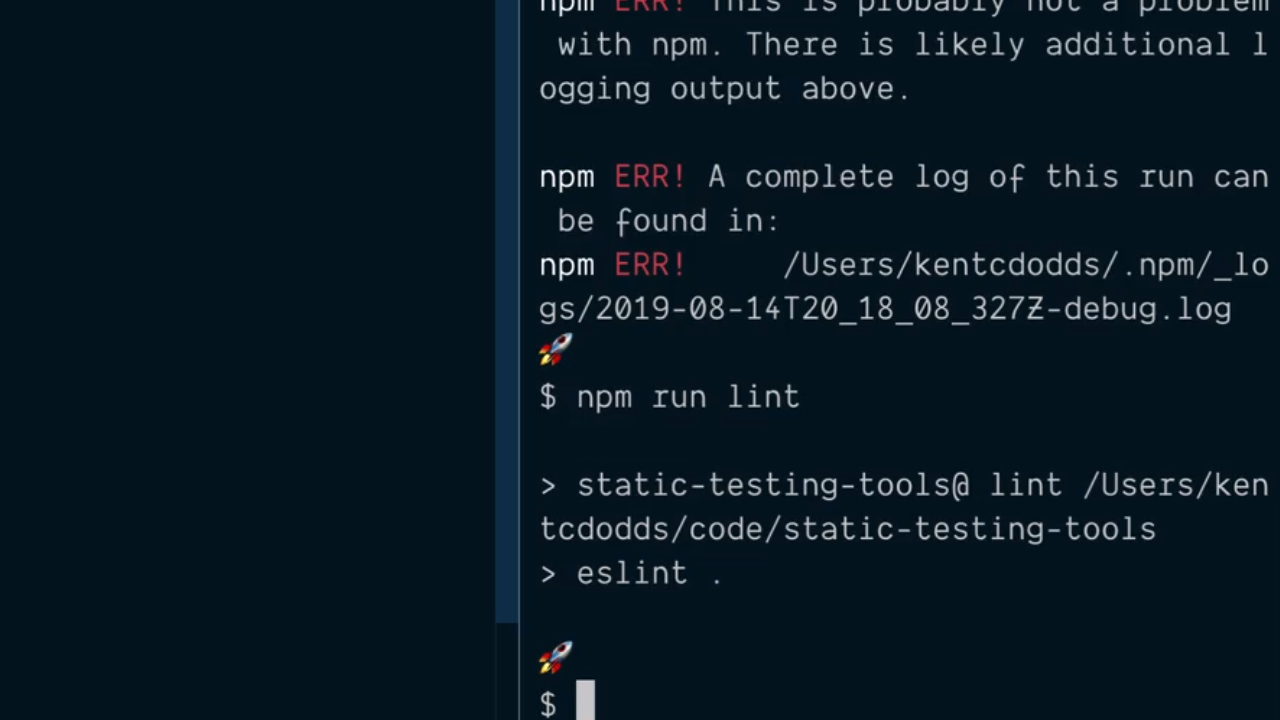 npm ERR! This is probably not a problem
with npm. There is likely additional l
ogging output above.
npm ERR! A complete log of this run can
be found in:
npm ERR!     /Users/kentcdodds/.npm/_lo
gs/2019-08-14T20_18_08_327Z-debug.log
🚀
$ npm run lint
> static-testing-tools@ lint /Users/ken
tcdodds/code/static-testing-tools
> eslint .
🚀
$